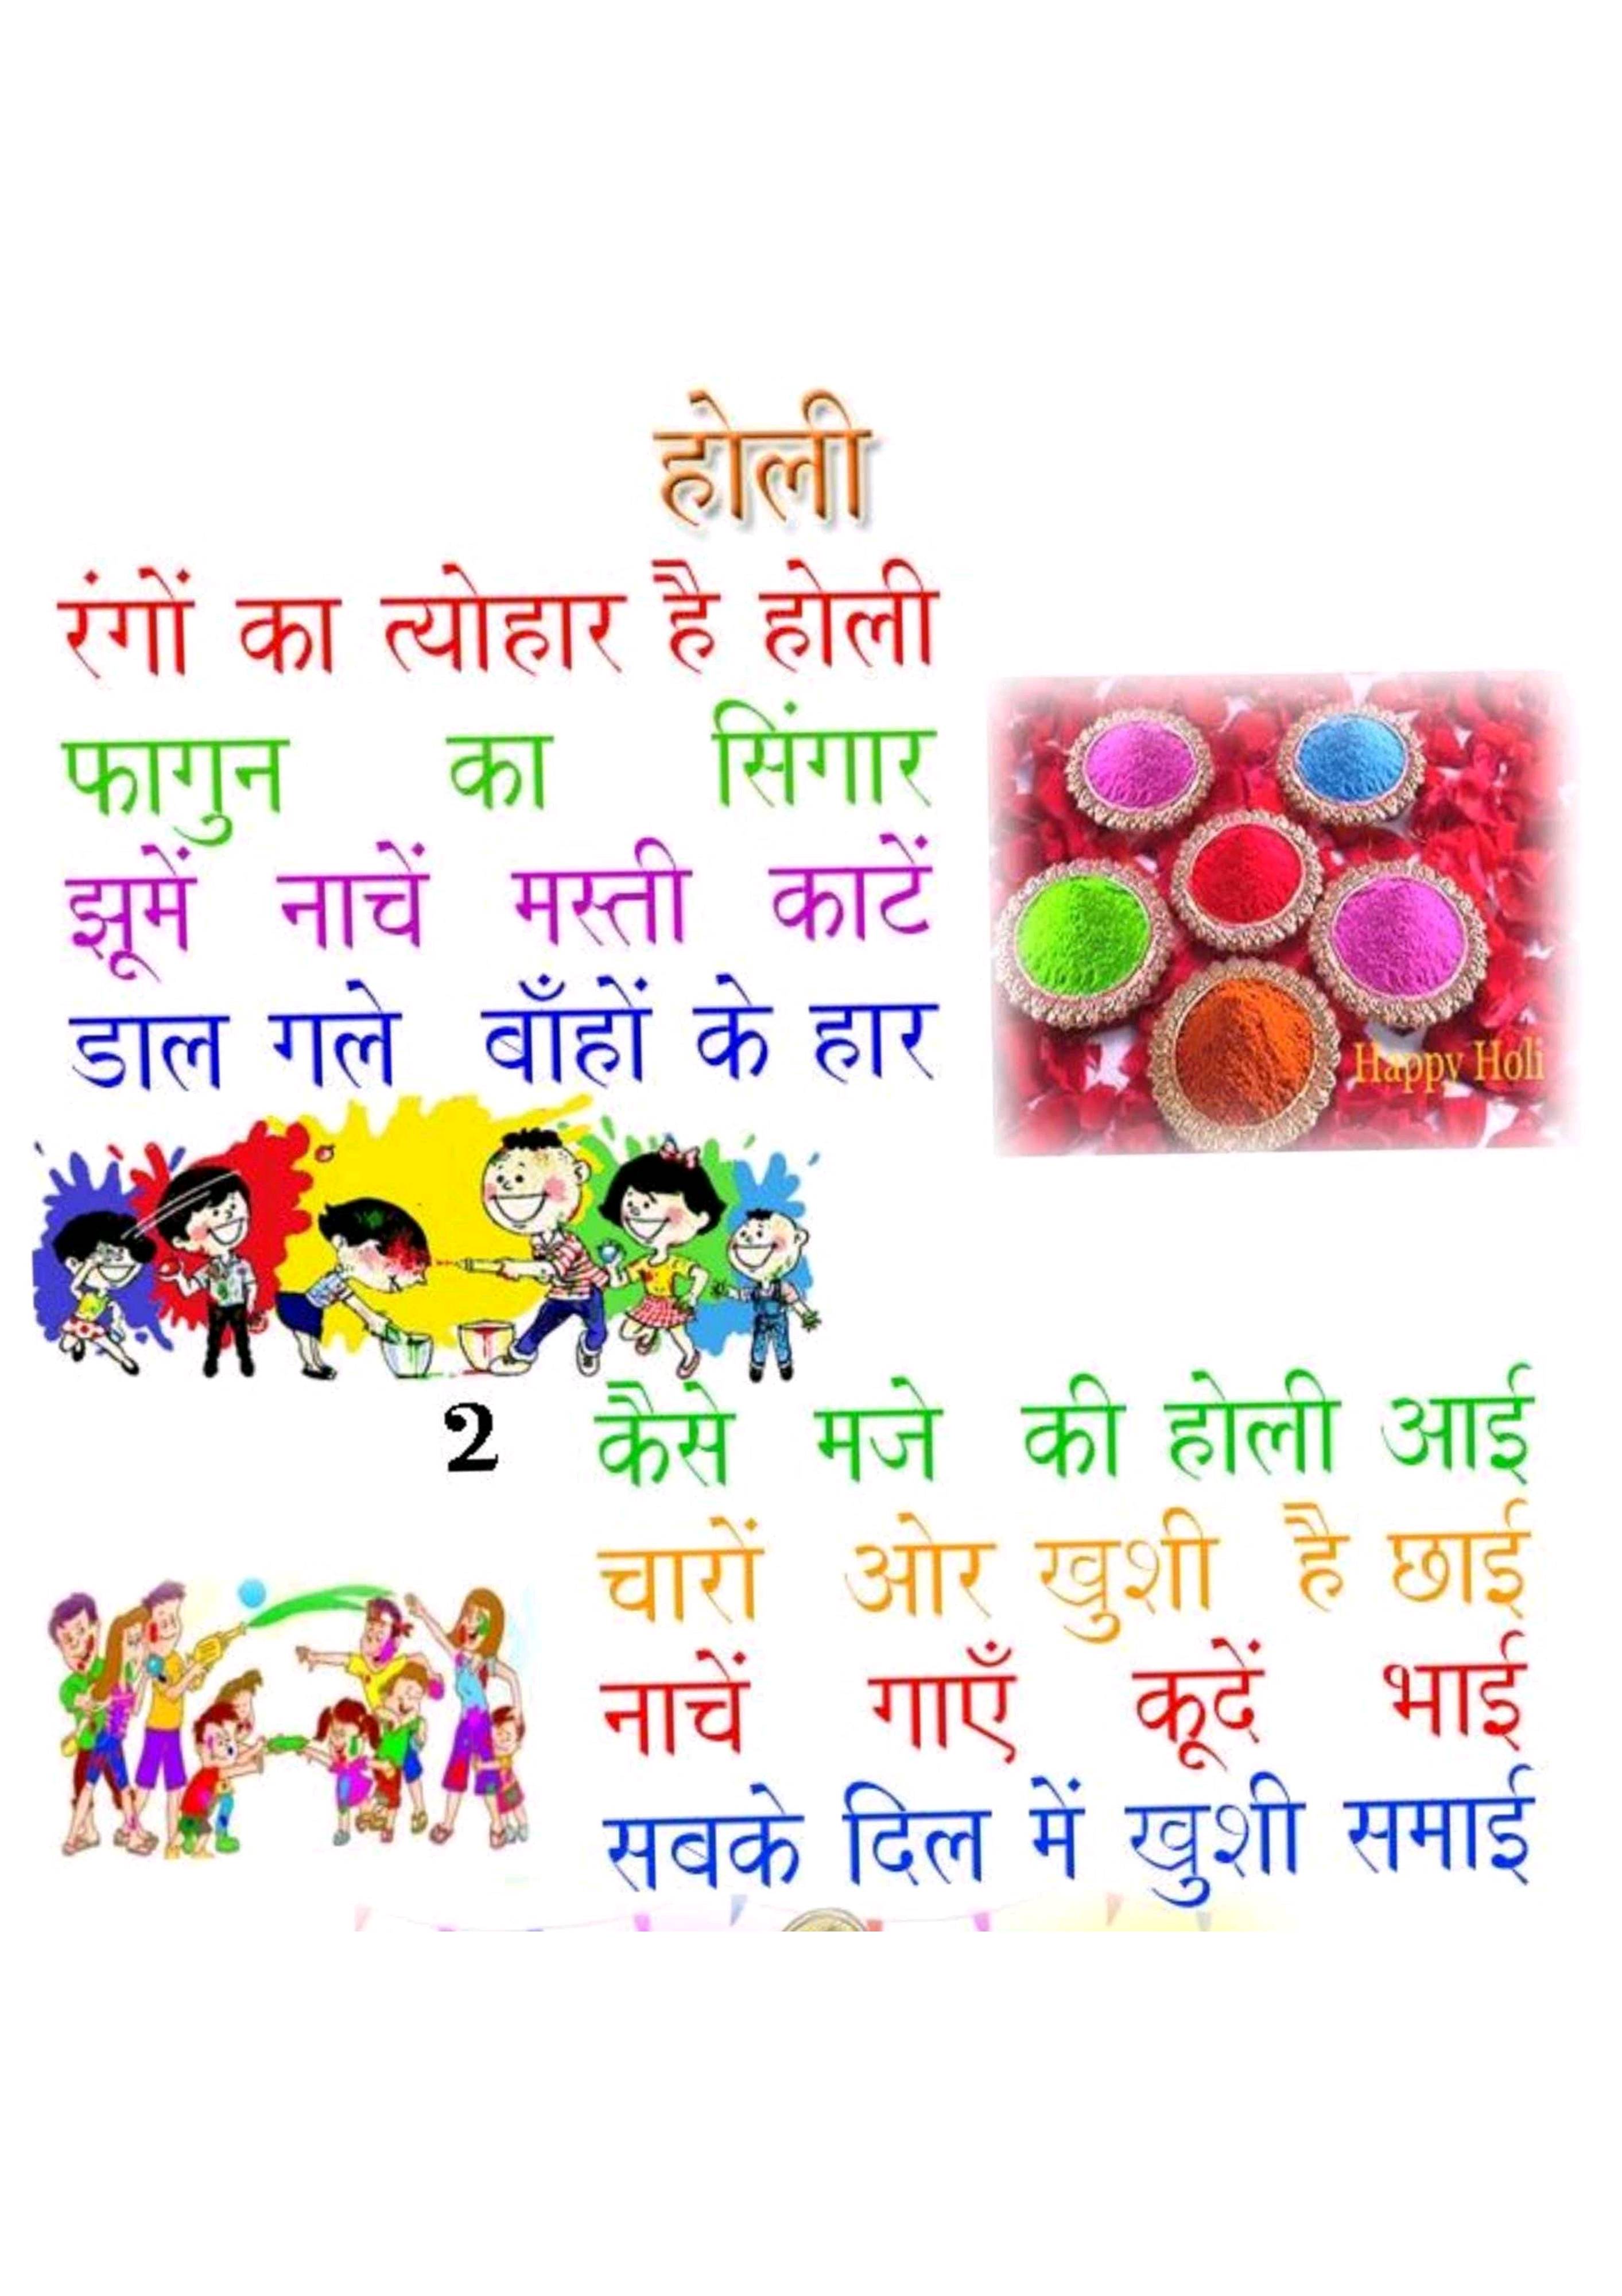 होली
रंगों का त्योहार है होली
फागुन का सिंगार
झूमें नाचें मस्ती काटें
डाल गले बाँहों के हार
Happy Holi
2 कैसे मजे की होली आई
चारों ओर खुशी है छाई
नाचें गाएँ कूदें भाई
सबके दिल में खुशी समाई